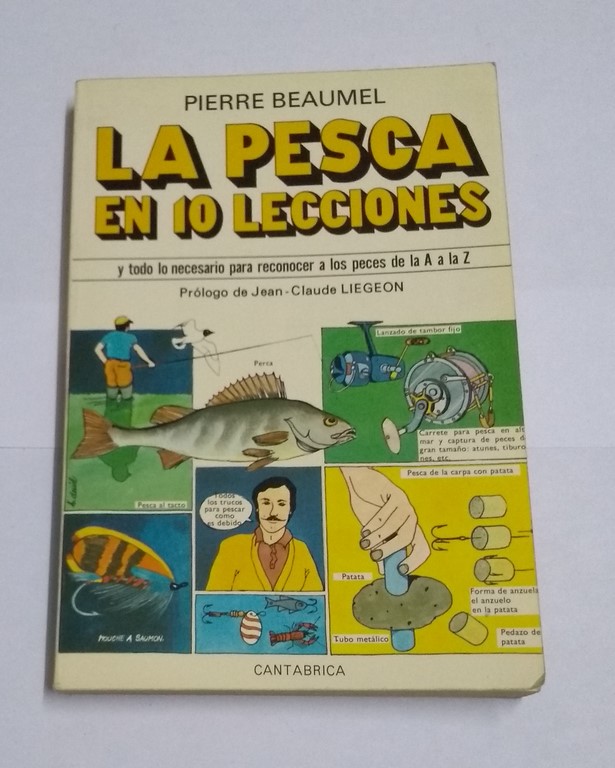 PIERRE BEAUMEL
LA PESCA
EN 10 LECCIONES
y todo lo necesario para reconocer a los peces de la A a la Z
Prólogo de Jean-Claude LIEGEON
Perca
Lanzado de tambor fijo
Carrete para pesca en alt
mar y captura de peces d
gran tamaño: atunes, tiburo
nes, etc.
Pesca al tacto
Todos
los trucos
para pescar
como
es debido
Pesca de la carpa con patata
Patata
Tubo metálico
Forma de anzuela
el anzuelo
en la patata
Pedazo de
patata
MOUCHE A SAUMON
CANTABRICA